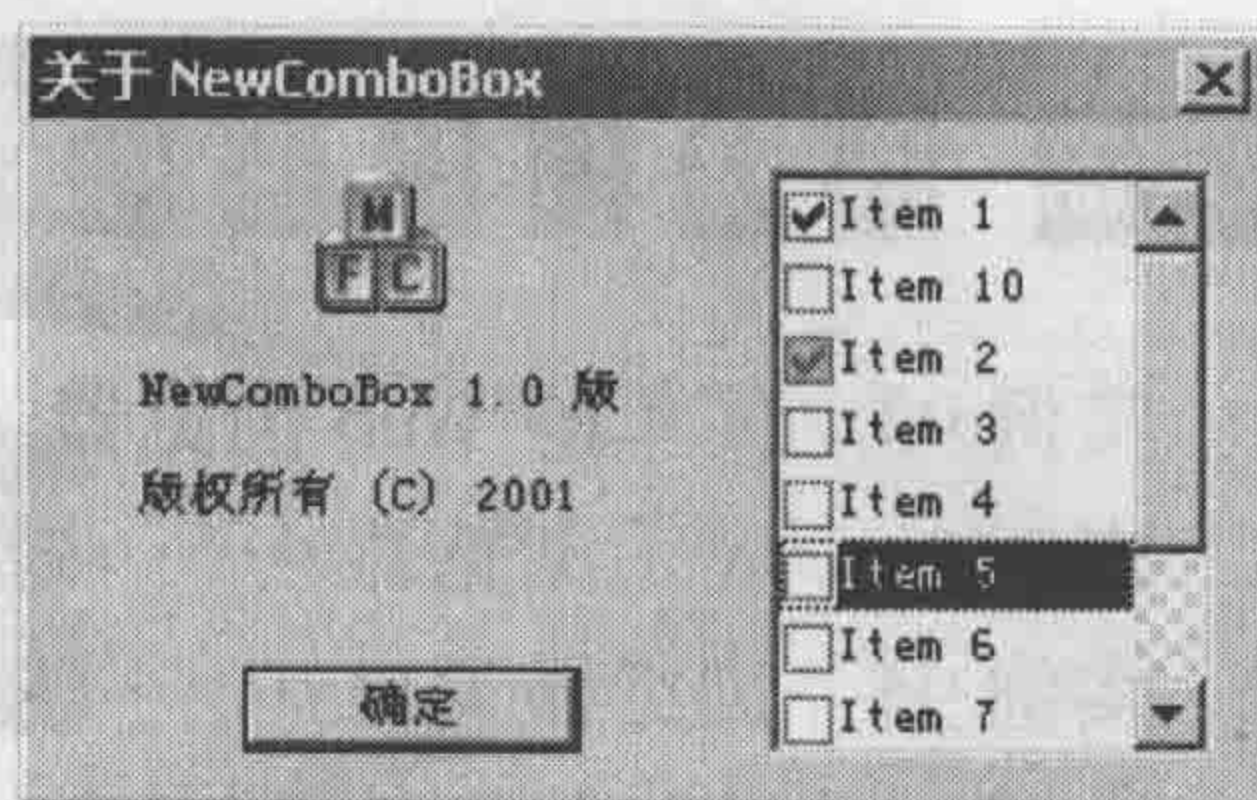 关于 NewComboBox
M
FC
NewComboBox 1.0 版
版权所有 (C) 2001
确定
Item 1
Item 10
Item 2
Item 3
Item 4
Item 5
Item 6
Item 7